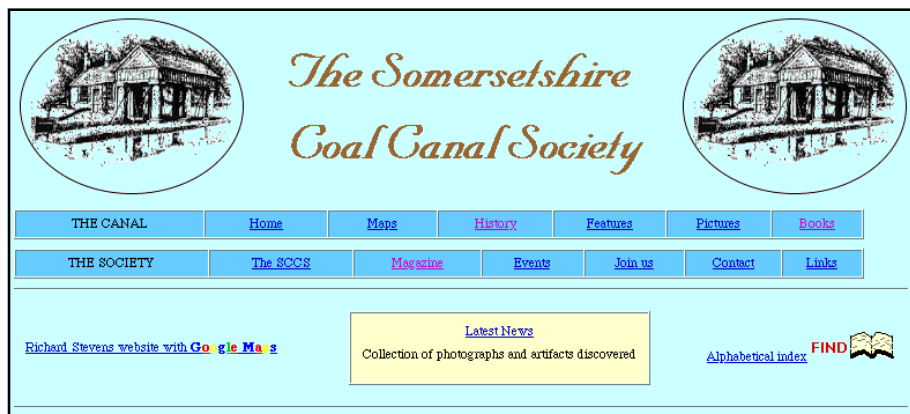 The Somersetshire
Coal Canal Society
THE CANAL Home Maps History Features Pictures Books
THE SOCIETY The SCCS Magazine Events Join us Contact Links
Richard Stevens website with Google Maps
Latest News
Collection of photographs and artifacts discovered
Alphabetical index FIND